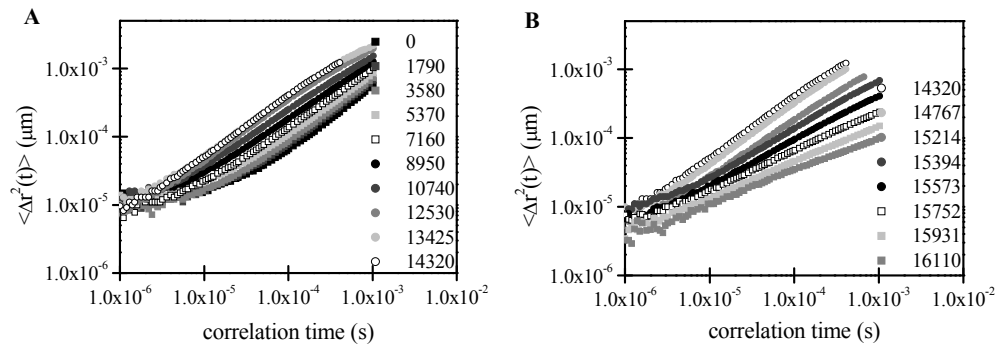 A
<Δr²(t)> (μm)
1.0x10⁻³
1.0x10⁻⁴
1.0x10⁻⁵
1.0x10⁻⁶
1.0x10⁻⁶ 1.0x10⁻⁵ 1.0x10⁻⁴ 1.0x10⁻³ 1.0x10⁻²
correlation time (s)
0
1790
3580
5370
7160
8950
10740
12530
13425
14320
B
<Δr²(t)> (μm)
1.0x10⁻³
1.0x10⁻⁴
1.0x10⁻⁵
1.0x10⁻⁶
1.0x10⁻⁶ 1.0x10⁻⁵ 1.0x10⁻⁴ 1.0x10⁻³ 1.0x10⁻²
correlation time (s)
14320
14767
15214
15394
15573
15752
15931
16110